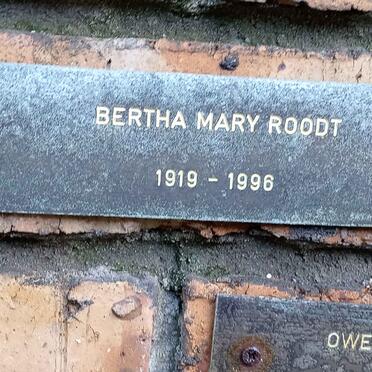 BERTHA MARY ROODT
1919 - 1996
OWE